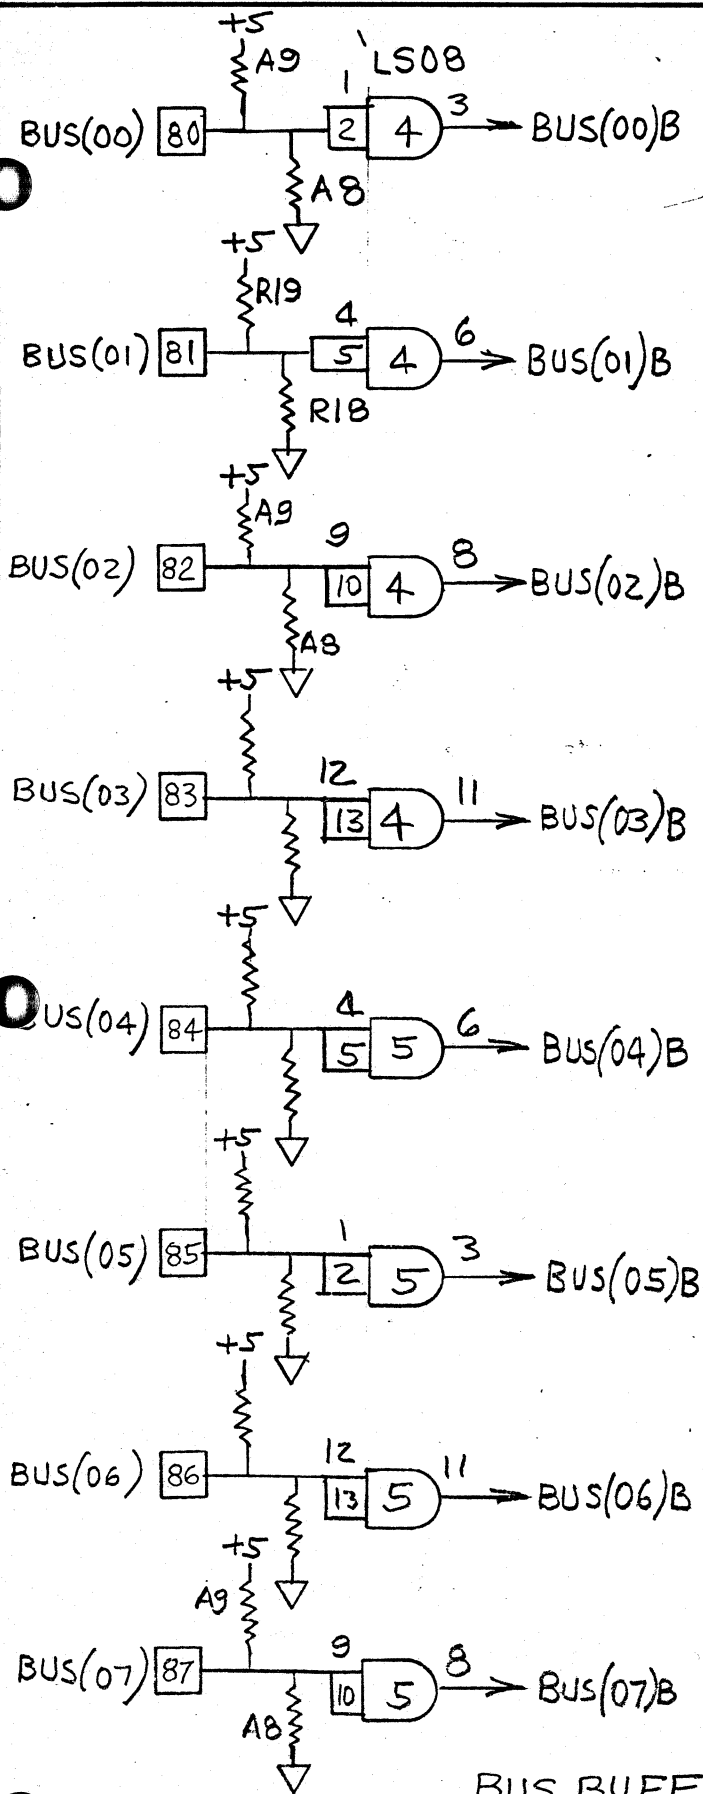 +5
A9
1
LS08
BUS(00) 80 2 4 3 BUS(00)B
A8
+5
R19
4
BUS(01) 81 5 4 6 BUS(01)B
R18
+5
A9
9
BUS(02) 82 10 4 8 BUS(02)B
A8
+5
12
BUS(03) 83 13 4 11 BUS(03)B
+5
4
US(04) 84 5 5 6 BUS(04)B
+5
1
BUS(05) 85 2 5 3 BUS(05)B
+5
12
BUS(06) 86 13 5 11 BUS(06)B
+5
A9
9
BUS(07) 87 10 5 8 BUS(07)B
A8
BUS BUFF